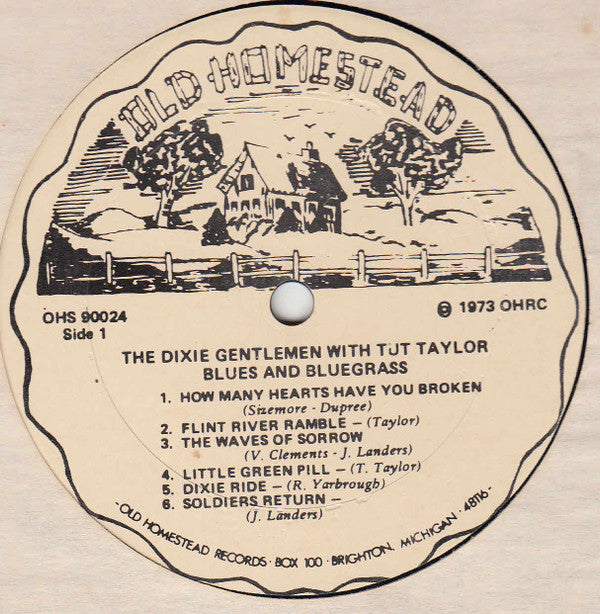 OLD HOMESTEAD
OHS 90024
Side 1
℗ 1973 OHRC
THE DIXIE GENTLEMEN WITH TUT TAYLOR
BLUES AND BLUEGRASS
1. HOW MANY HEARTS HAVE YOU BROKEN
(Sizemore - Dupree)
2. FLINT RIVER RAMBLE – (Taylor)
3. THE WAVES OF SORROW
(V. Clements - J. Landers)
4. LITTLE GREEN PILL – (T. Taylor)
5. DIXIE RIDE – (R. Yarbrough)
6. SOLDIERS RETURN –
(J. Landers)
- OLD HOMESTEAD RECORDS · BOX 100 · BRIGHTON, MICHIGAN · 48116 -